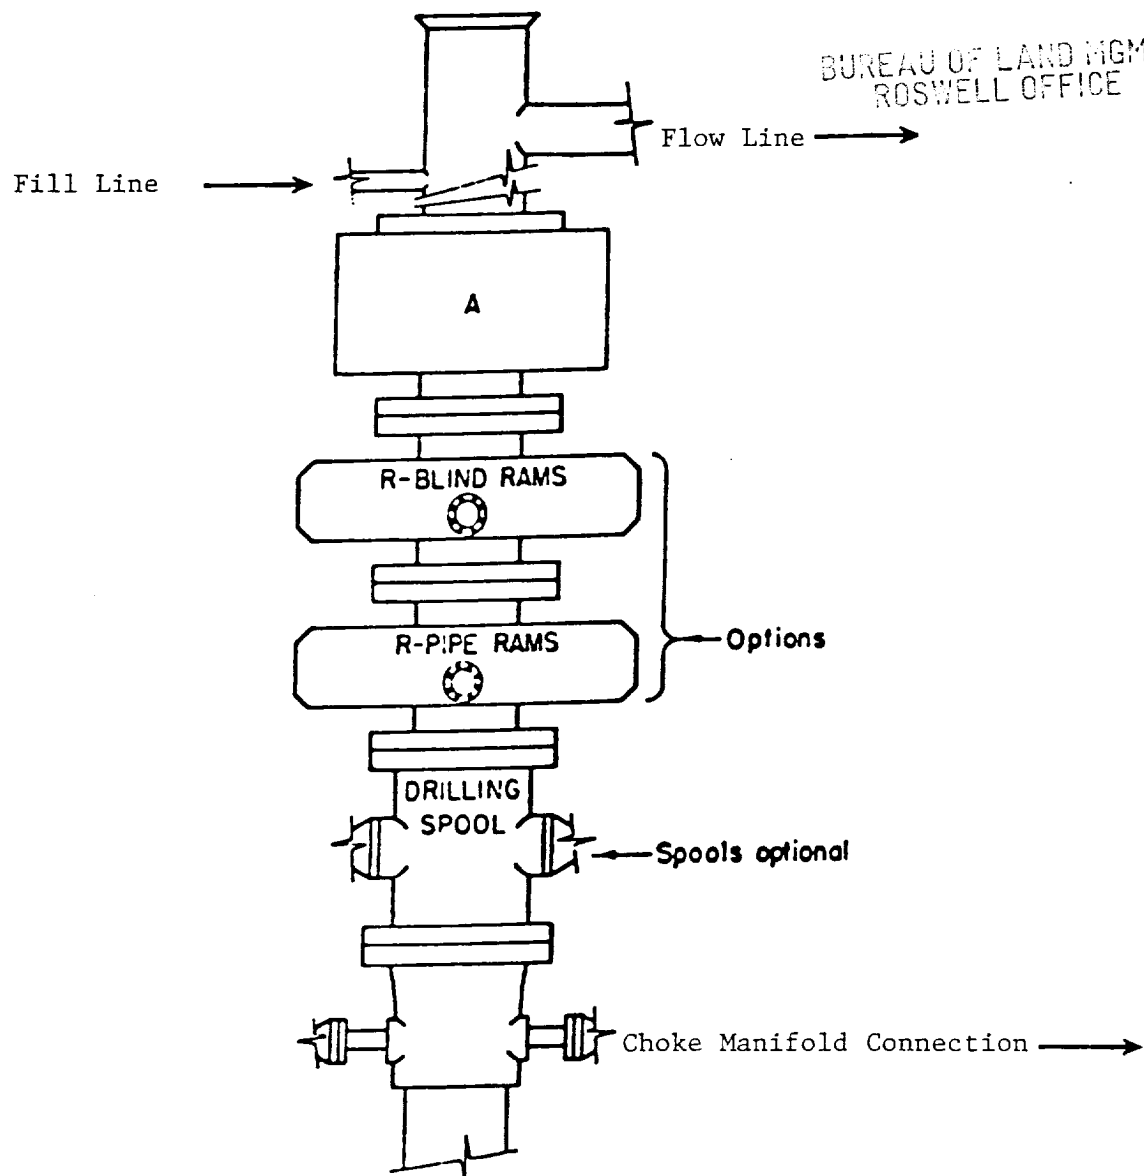 BUREAU OF LAND MGM
ROSWELL OFFICE
Flow Line
Fill Line
A
R-BLIND RAMS
R-PIPE RAMS
Options
DRILLING
SPOOL
Spools optional
Choke Manifold Connection